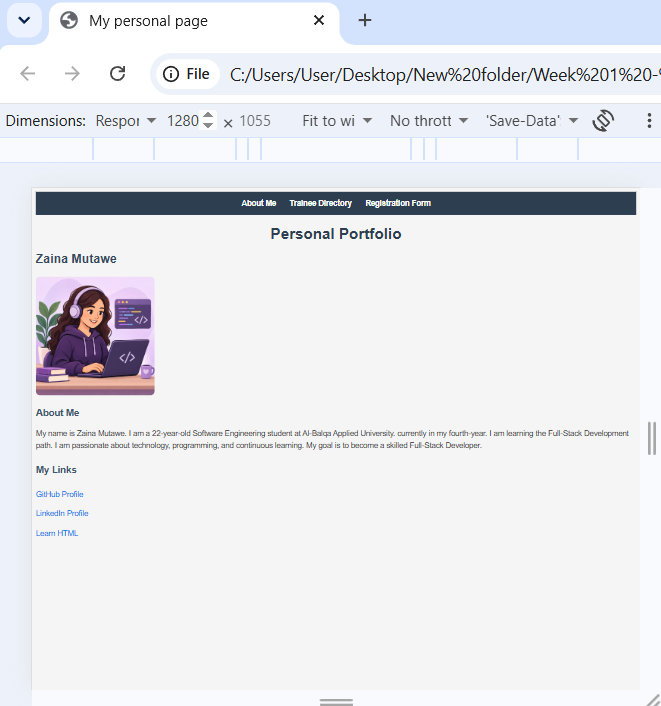 My personal page
File
C:/Users/User/Desktop/New%20folder/Week%201%20-%
Dimensions: Respor 1280 × 1055 Fit to wi No thrott 'Save-Data':
About Me Trainee Directory Registration Form
Personal Portfolio
Zaina Mutawe
</>
</>
About Me
My name is Zaina Mutawe. I am a 22-year-old Software Engineering student at Al-Balqa Applied University. currently in my fourth-year. I am learning the Full-Stack Development
path. I am passionate about technology, programming, and continuous learning. My goal is to become a skilled Full-Stack Developer.
My Links
GitHub Profile
LinkedIn Profile
Learn HTML